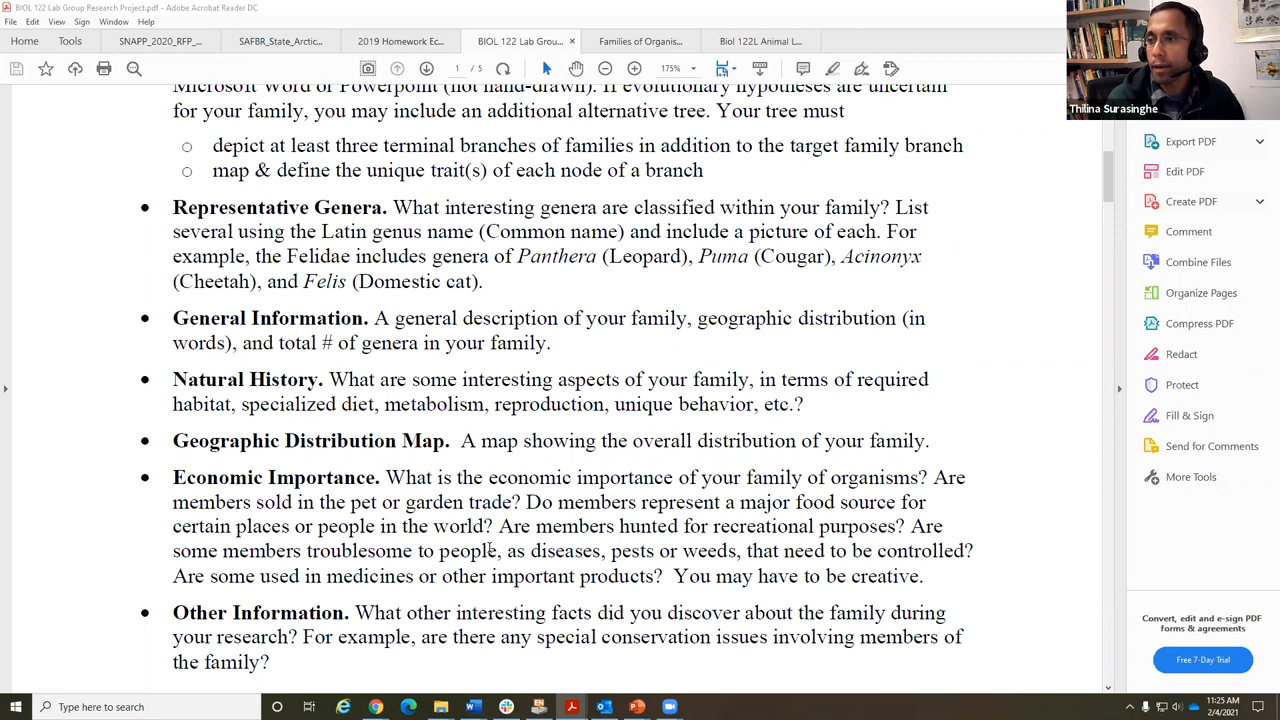 BIOL 122 Lab Group Research Project.pdf - Adobe Acrobat Reader DC
File Edit View Sign Window Help
Home Tools SNAPP_2020_RFP_... SAFBR_State_Arctic... 2019 Homework Ec... BIOL 122 Lab Grou... × Families of Organis... Biol 122L Animal L...
/ 5 175%
Thilina Surasinghe
Microsoft Word or Powerpoint (not hand-drawn). If evolutionary hypotheses are uncertain
for your family, you may include an additional alternative tree. Your tree must
○ depict at least three terminal branches of families in addition to the target family branch
○ map & define the unique trait(s) of each node of a branch
• Representative Genera. What interesting genera are classified within your family? List
several using the Latin genus name (Common name) and include a picture of each. For
example, the Felidae includes genera of Panthera (Leopard), Puma (Cougar), Acinonyx
(Cheetah), and Felis (Domestic cat).
• General Information. A general description of your family, geographic distribution (in
words), and total # of genera in your family.
• Natural History. What are some interesting aspects of your family, in terms of required
habitat, specialized diet, metabolism, reproduction, unique behavior, etc.?
• Geographic Distribution Map. A map showing the overall distribution of your family.
• Economic Importance. What is the economic importance of your family of organisms? Are
members sold in the pet or garden trade? Do members represent a major food source for
certain places or people in the world? Are members hunted for recreational purposes? Are
some members troublesome to people, as diseases, pests or weeds, that need to be controlled?
Are some used in medicines or other important products? You may have to be creative.
• Other Information. What other interesting facts did you discover about the family during
your research? For example, are there any special conservation issues involving members of
the family?
Export PDF
Edit PDF
Create PDF
Comment
Combine Files
Organize Pages
Compress PDF
Redact
Protect
Fill & Sign
Send for Comments
More Tools
Convert, edit and e-sign PDF
forms & agreements
Free 7-Day Trial
Type here to search
11:25 AM
2/4/2021